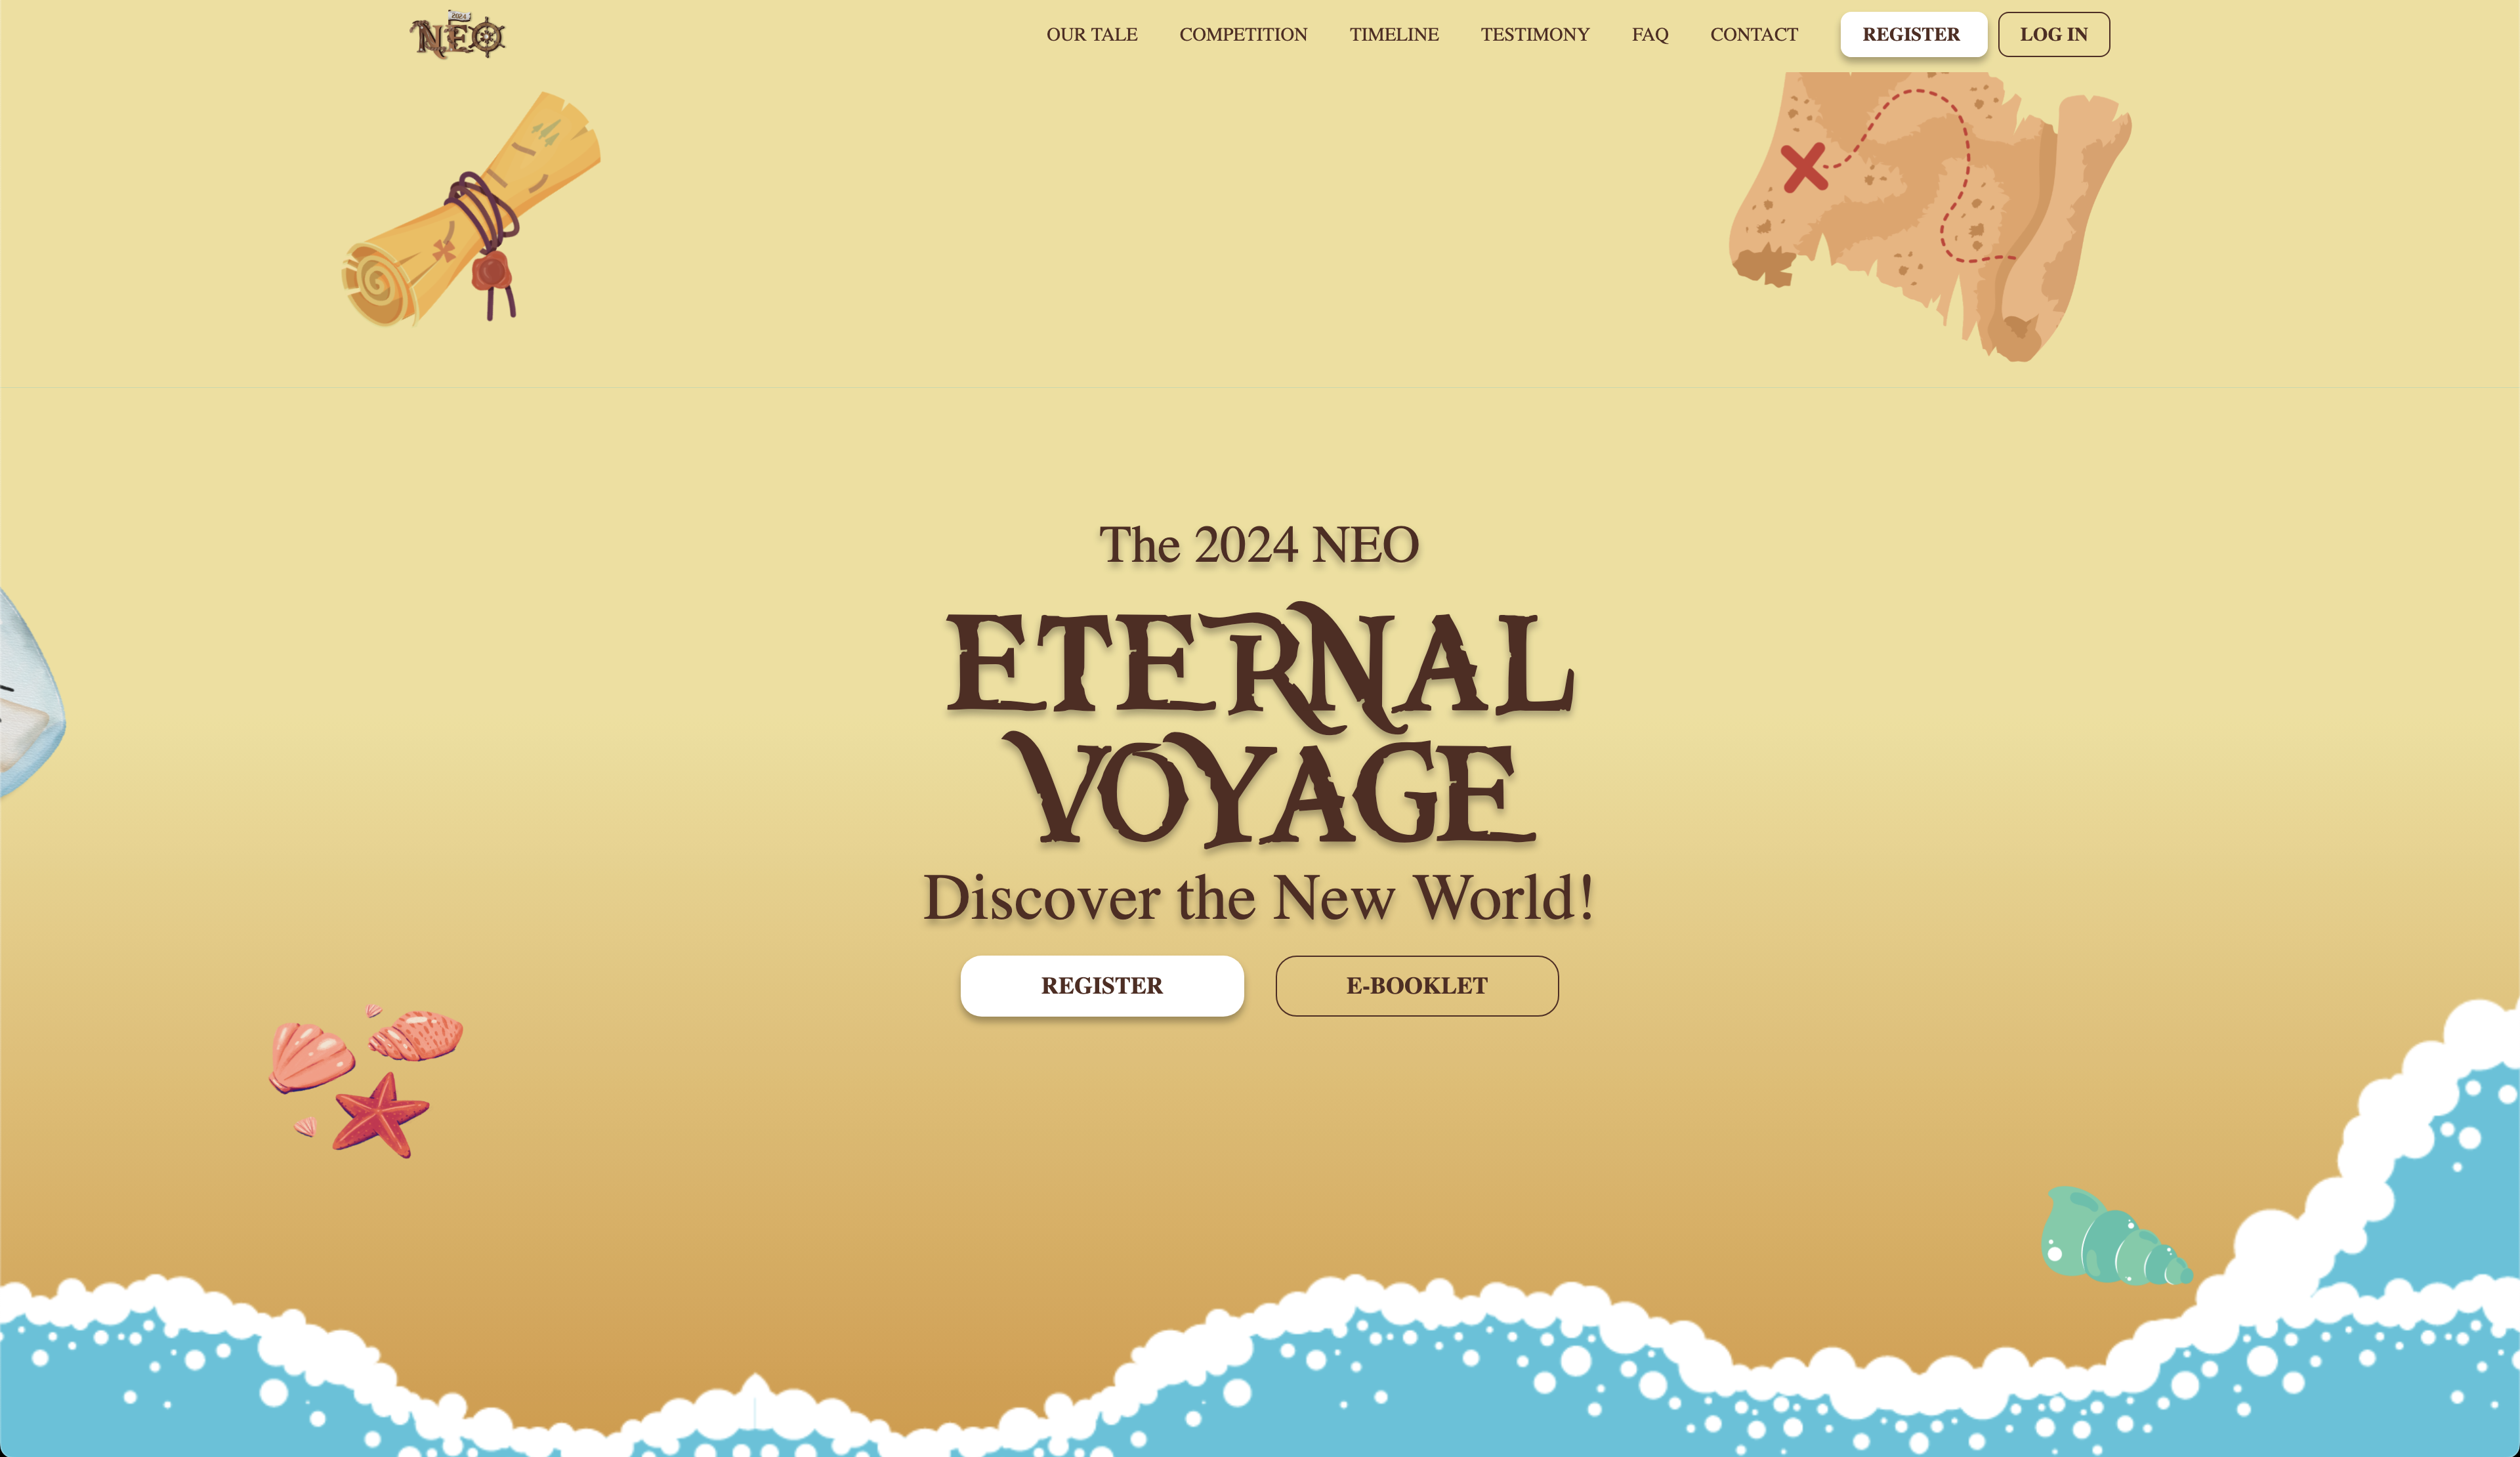 2024
NEO
OUR TALE
COMPETITION
TIMELINE
TESTIMONY
FAQ
CONTACT
REGISTER
LOG IN
The 2024 NEO
ETERNAL
VOYAGE
Discover the New World!
REGISTER
E-BOOKLET